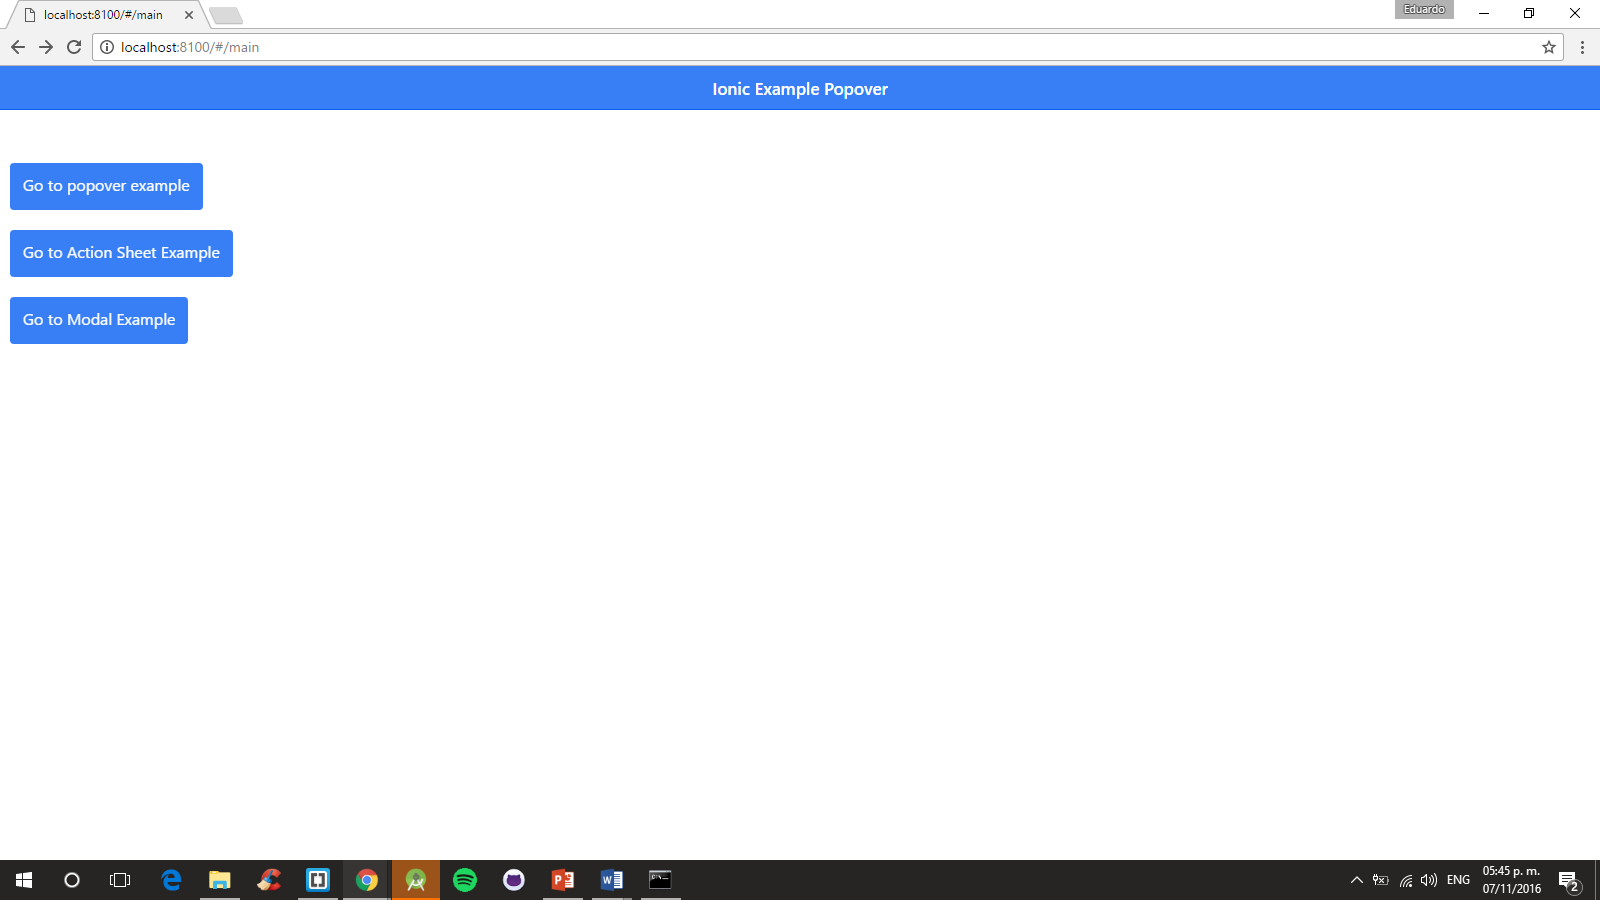 localhost:8100/#/main
Eduardo
localhost:8100/#/main
Ionic Example Popover
Go to popover example
Go to Action Sheet Example
Go to Modal Example
ENG
05:45 p. m.
07/11/2016
2